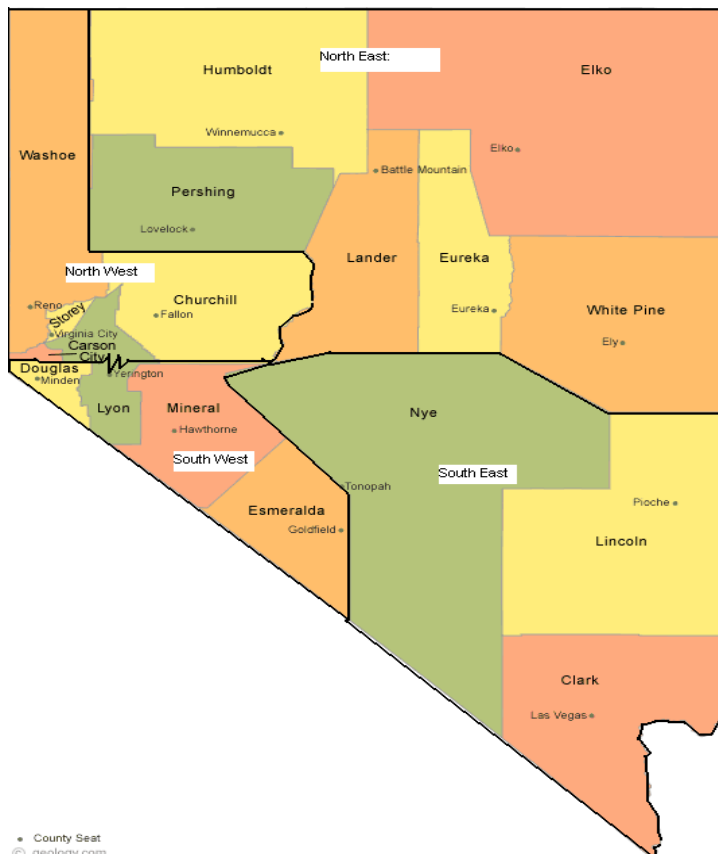 North East:
Humboldt
Elko
Winnemucca
Elko
Washoe
Battle Mountain
Pershing
Lovelock
Lander
Eureka
North West
Churchill
Reno
Storey
Fallon
Eureka
White Pine
Virginia City
Ely
Carson
City
Douglas
Minden
Yerington
Lyon
Mineral
Hawthorne
Nye
South West
South East
Tonopah
Pioche
Esmeralda
Goldfield
Lincoln
Clark
Las Vegas
County Seat
© geology.com